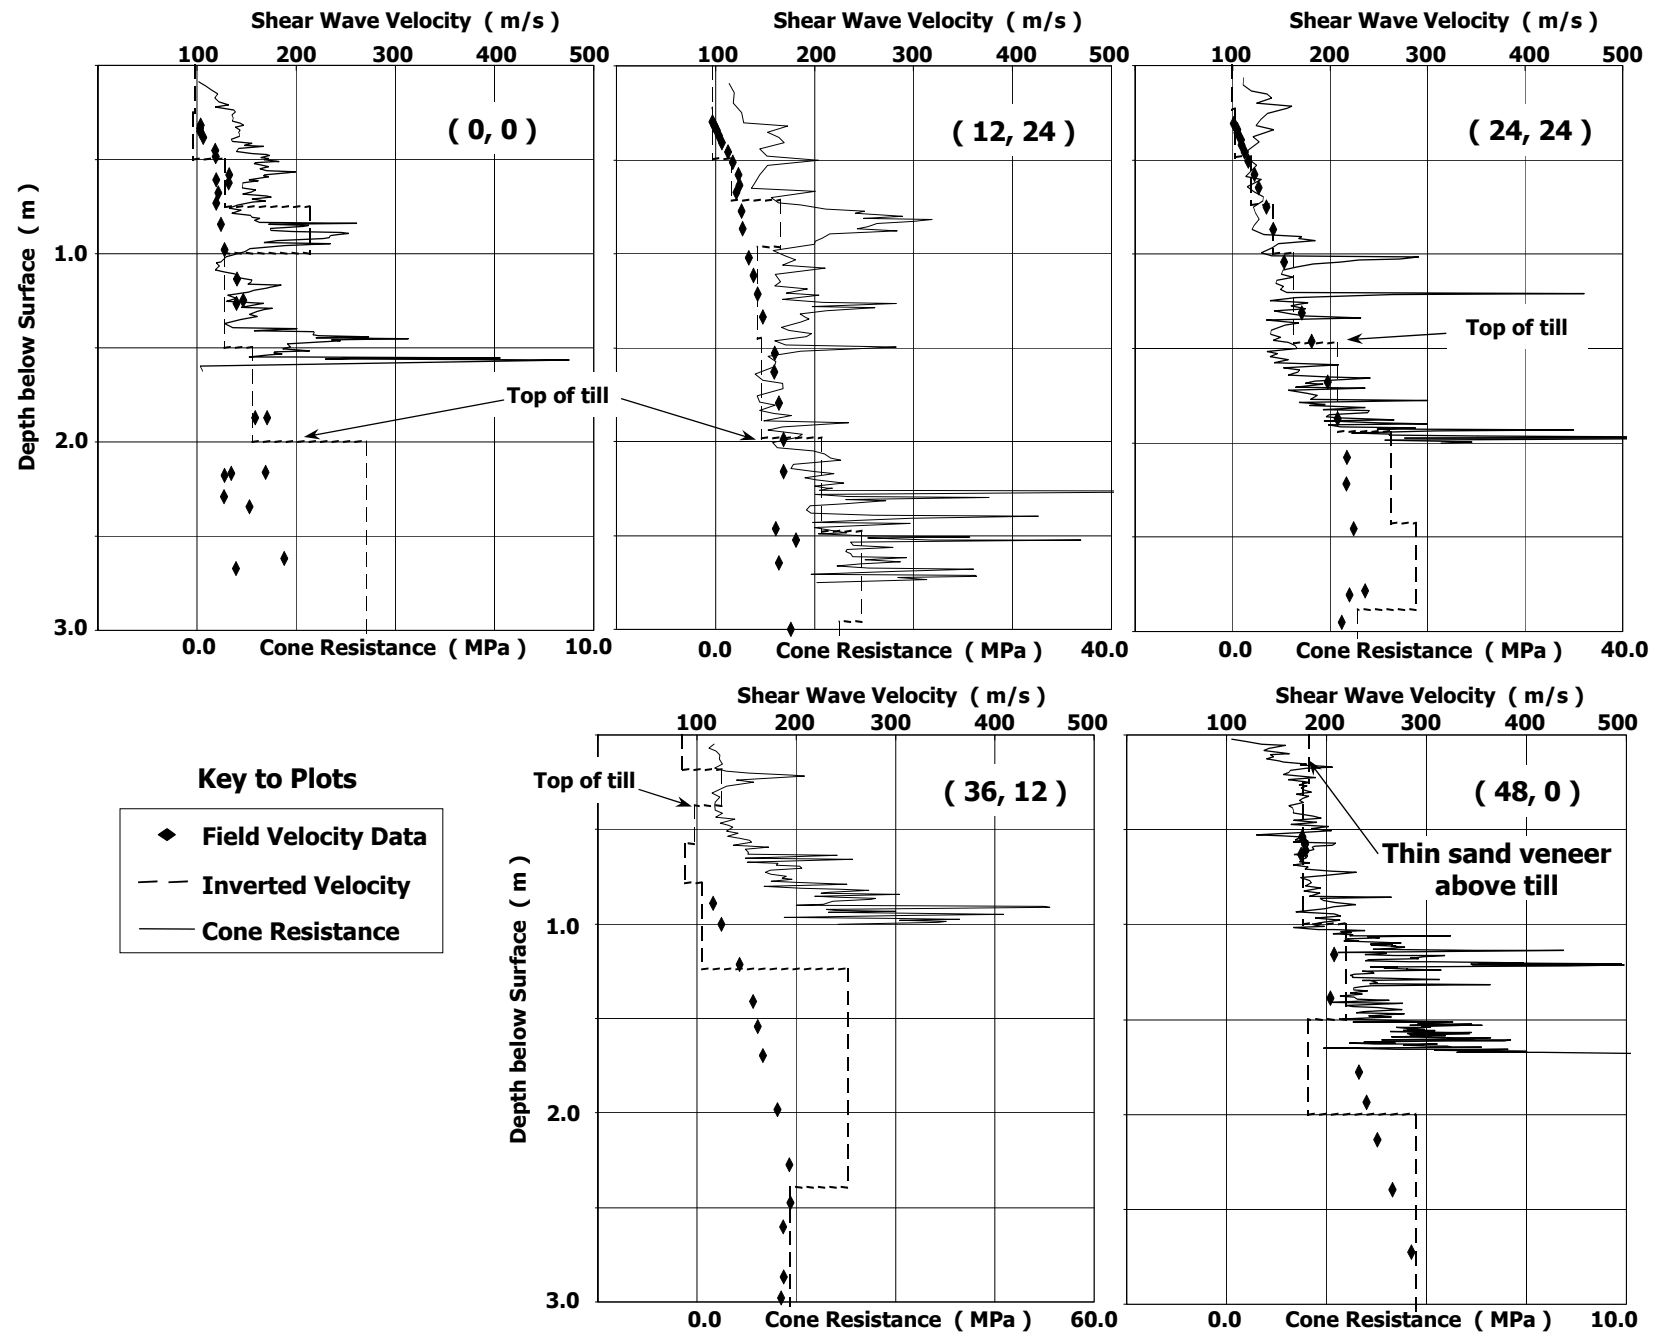 Shear Wave Velocity ( m/s )
100 200 300 400 500
( 0, 0 )
Depth below Surface ( m )
1.0
2.0
3.0
Top of till
0.0 Cone Resistance ( MPa ) 10.0
Shear Wave Velocity ( m/s )
100 200 300 400 500
( 12, 24 )
0.0 Cone Resistance ( MPa ) 40.0
Shear Wave Velocity ( m/s )
100 200 300 400 500
( 24, 24 )
Top of till
0.0 Cone Resistance ( MPa ) 40.0
Key to Plots
Field Velocity Data
Inverted Velocity
Cone Resistance
Shear Wave Velocity ( m/s )
100 200 300 400 500
Top of till
( 36, 12 )
Depth below Surface ( m )
1.0
2.0
3.0
0.0 Cone Resistance ( MPa ) 60.0
Shear Wave Velocity ( m/s )
100 200 300 400 500
( 48, 0 )
Thin sand veneer
above till
0.0 Cone Resistance ( MPa ) 10.0